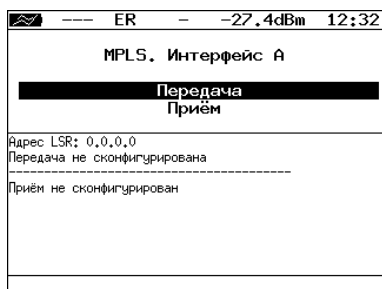 --- ER – -27.4dBm 12:32
MPLS. Интерфейс A
Передача
Приём
Адрес LSR: 0.0.0.0
Передача не сконфигурирована
----------------------------------------
Приём не сконфигурирован